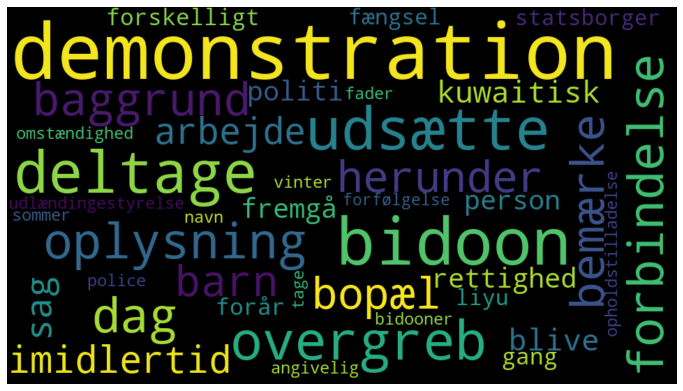 forskelligt fængsel statsborger
demonstration
baggrund politi fader kuwaitisk
omstændighed arbejde udsætte
deltage vinter herunder bemærke forbindelse
udlændingestyrelse forfølgelse
sommer navn fremgå person
oplysning bidoon opholdstilladelse
police barn tage bopæl rettighed
sag dag forår liyu
bidooner
imidlertid overgreb blive
angivelig gang